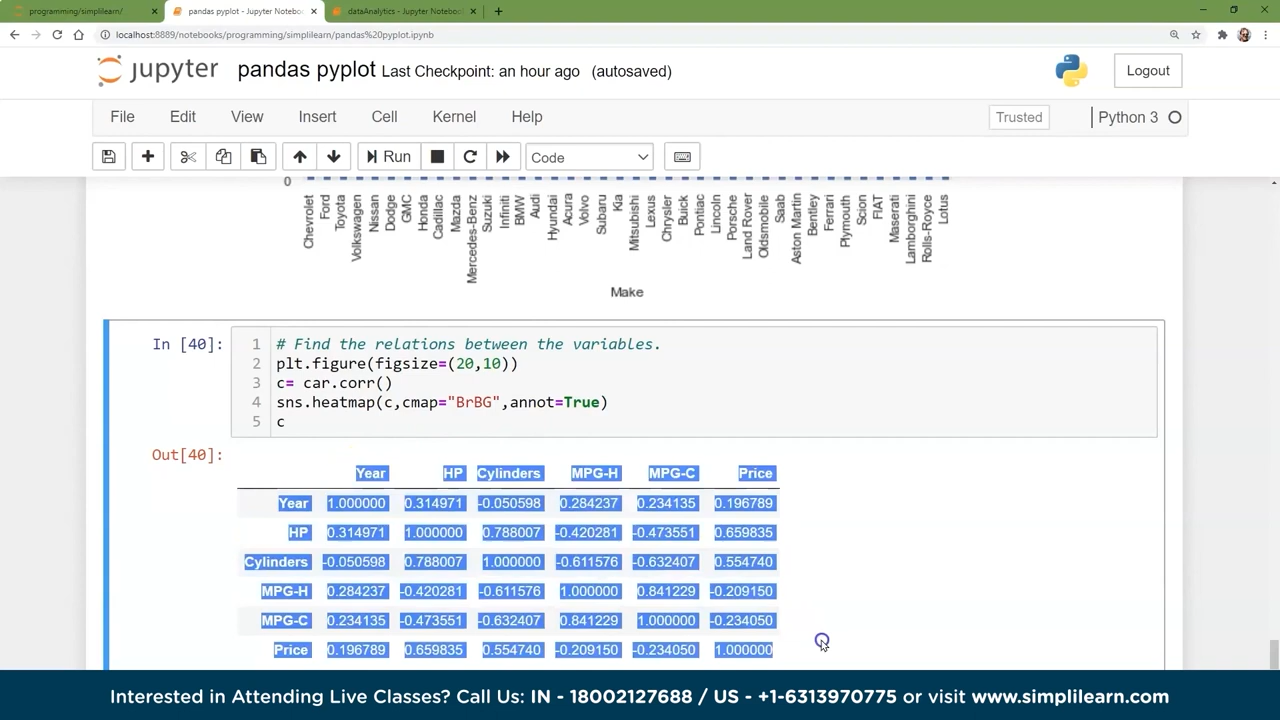 programming/simplilearn/
pandas pyplot - Jupyter Notebo
dataAnalytics - Jupyter Notebo
localhost:8889/notebooks/programming/simplilearn/pandas%20pyplot.ipynb
jupyter pandas pyplot Last Checkpoint: an hour ago (autosaved)
Logout
File Edit View Insert Cell Kernel Help
Trusted
Python 3
Run
Code
0
Chevrolet
Ford
Toyota
Volkswagen
Nissan
Dodge
GMC
Honda
Cadillac
Mazda
Mercedes-Benz
Suzuki
Infiniti
BMW
Audi
Hyundai
Acura
Volvo
Subaru
Kia
Mitsubishi
Lexus
Chrysler
Buick
Pontiac
Lincoln
Porsche
Land Rover
Oldsmobile
Saab
Aston Martin
Bentley
Ferrari
Plymouth
Scion
FIAT
Maserati
Lamborghini
Rolls-Royce
Lotus
Make
In [40]:
1 # Find the relations between the variables.
2 plt.figure(figsize=(20,10))
3 c= car.corr()
4 sns.heatmap(c,cmap="BrBG",annot=True)
5 c
Out[40]:
Year HP Cylinders MPG-H MPG-C Price
Year 1.000000 0.314971 -0.050598 0.284237 0.234135 0.196789
HP 0.314971 1.000000 0.788007 -0.420281 -0.473551 0.659835
Cylinders -0.050598 0.788007 1.000000 -0.611576 -0.632407 0.554740
MPG-H 0.284237 -0.420281 -0.611576 1.000000 0.841229 -0.209150
MPG-C 0.234135 -0.473551 -0.632407 0.841229 1.000000 -0.234050
Price 0.196789 0.659835 0.554740 -0.209150 -0.234050 1.000000
Interested in Attending Live Classes? Call Us: IN - 18002127688 / US - +1-6313970775 or visit www.simplilearn.com